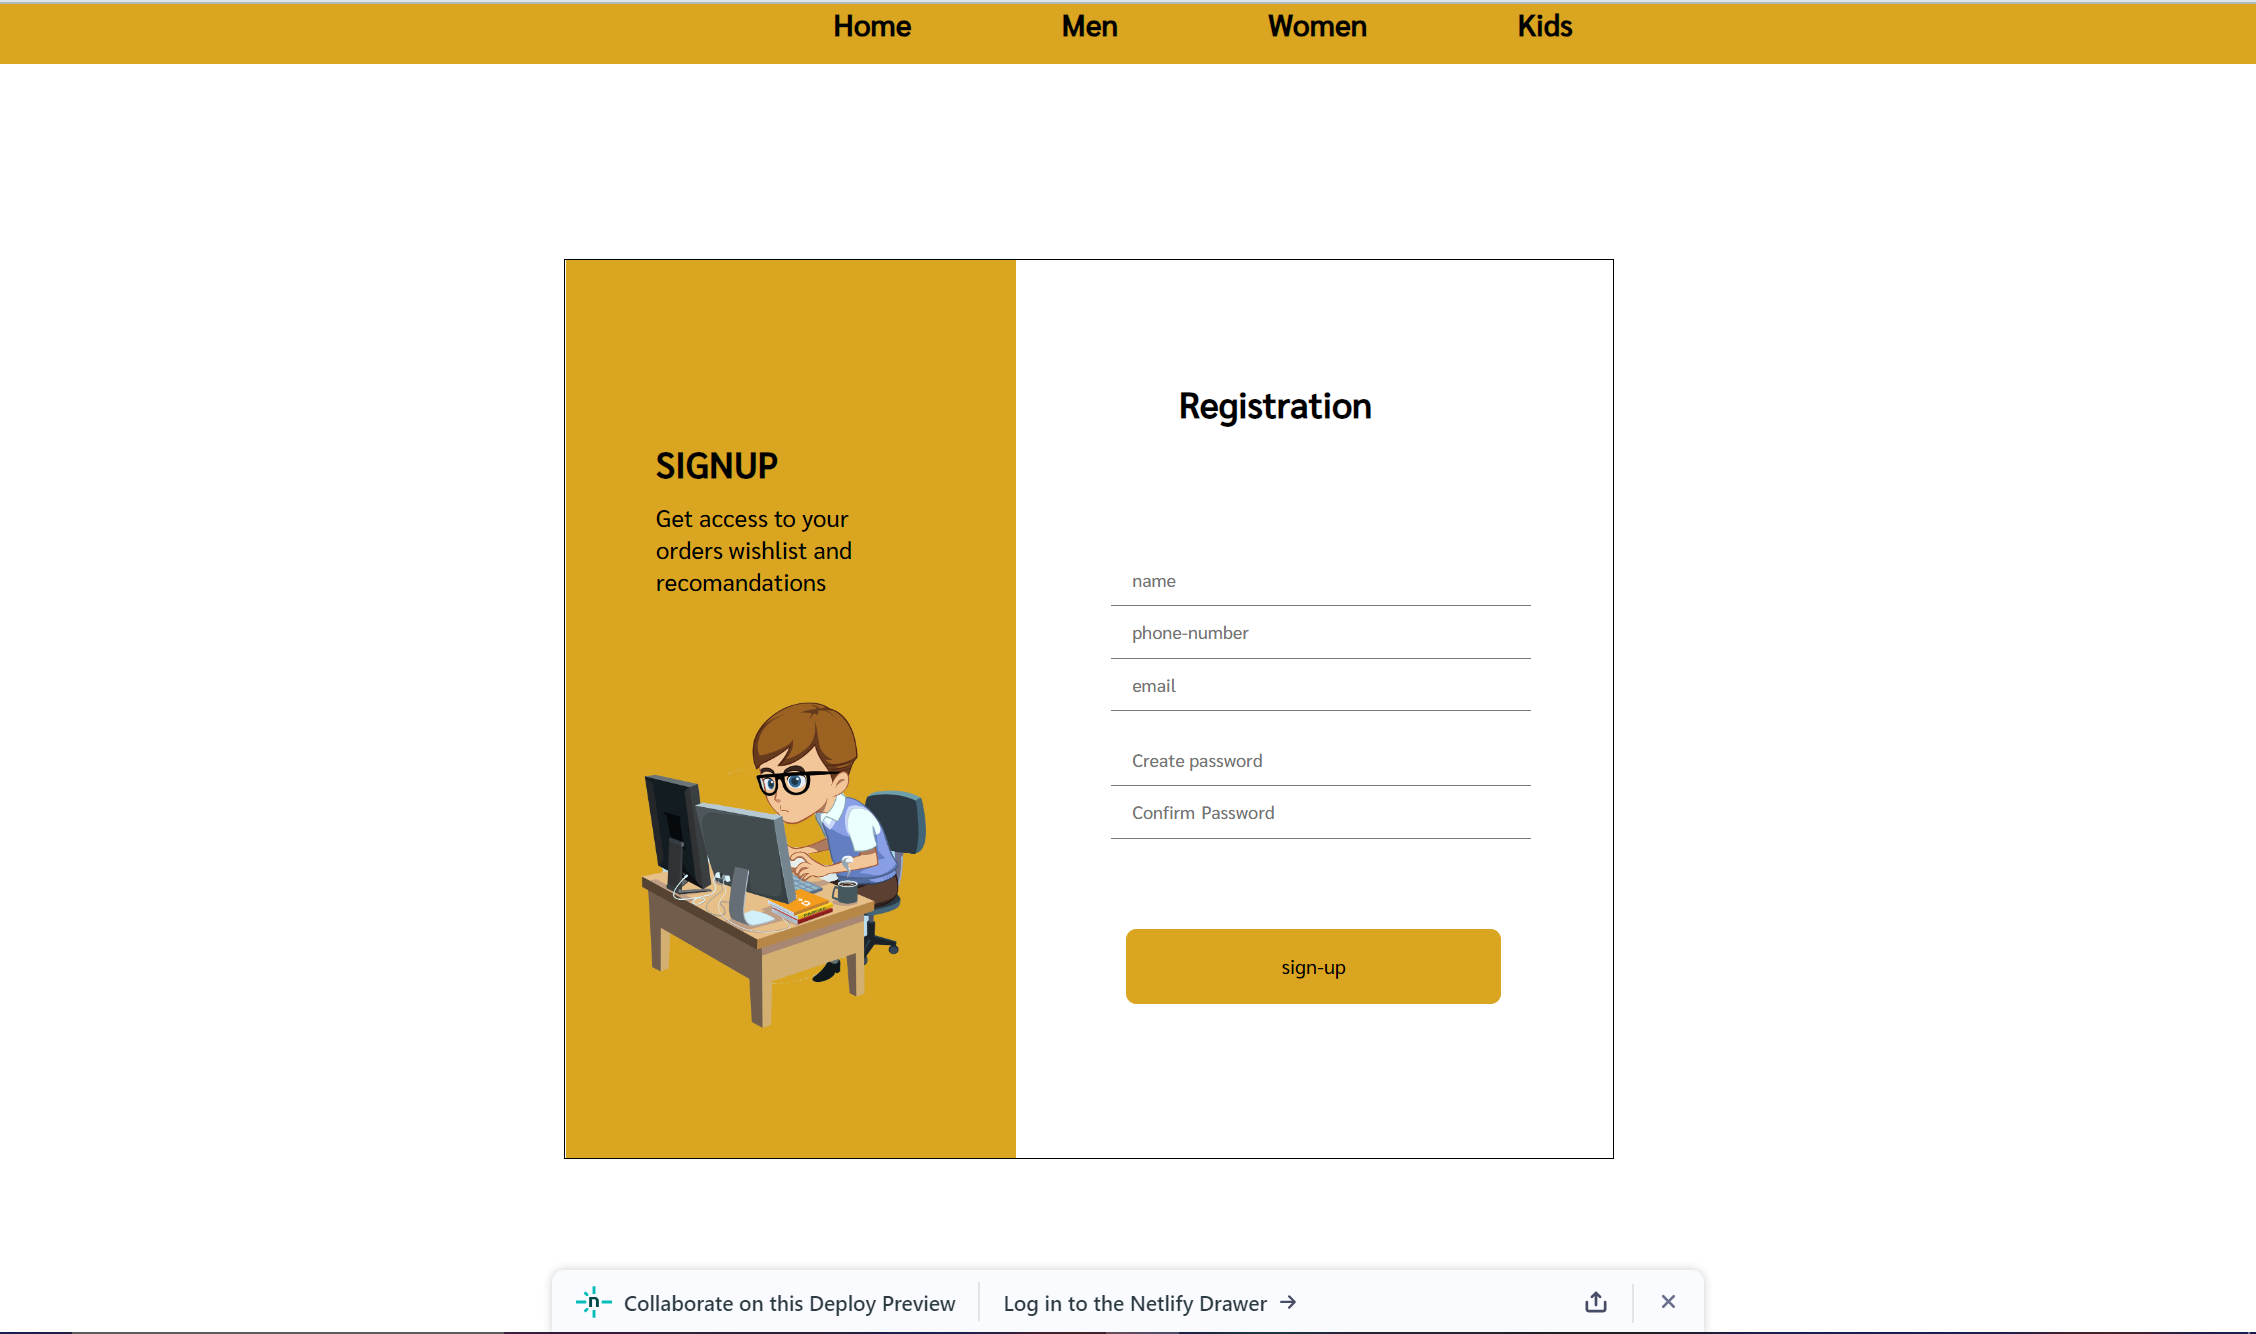 Home Men Women Kids
SIGNUP
Get access to your
orders wishlist and
recomandations
Registration
name
phone-number
email
Create password
Confirm Password
sign-up
Collaborate on this Deploy Preview
Log in to the Netlify Drawer →